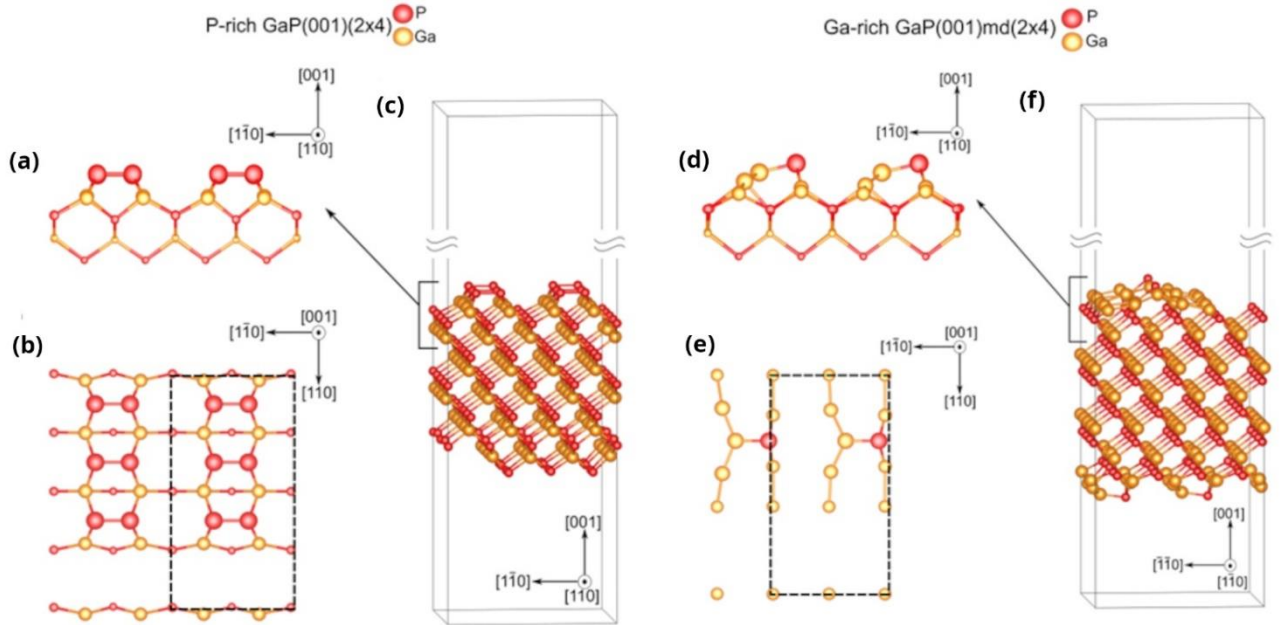 P-rich GaP(001)(2x4)
P
Ga
Ga-rich GaP(001)md(2x4)
P
Ga
(a)
[001]
[11̄0]
[110]
(b)
[001]
[11̄0]
[110]
(c)
[001]
[11̄0]
[110]
(d)
[001]
[11̄0]
[110]
(e)
[001]
[11̄0]
[110]
(f)
[001]
[1̄1̄0]
[11̄0]